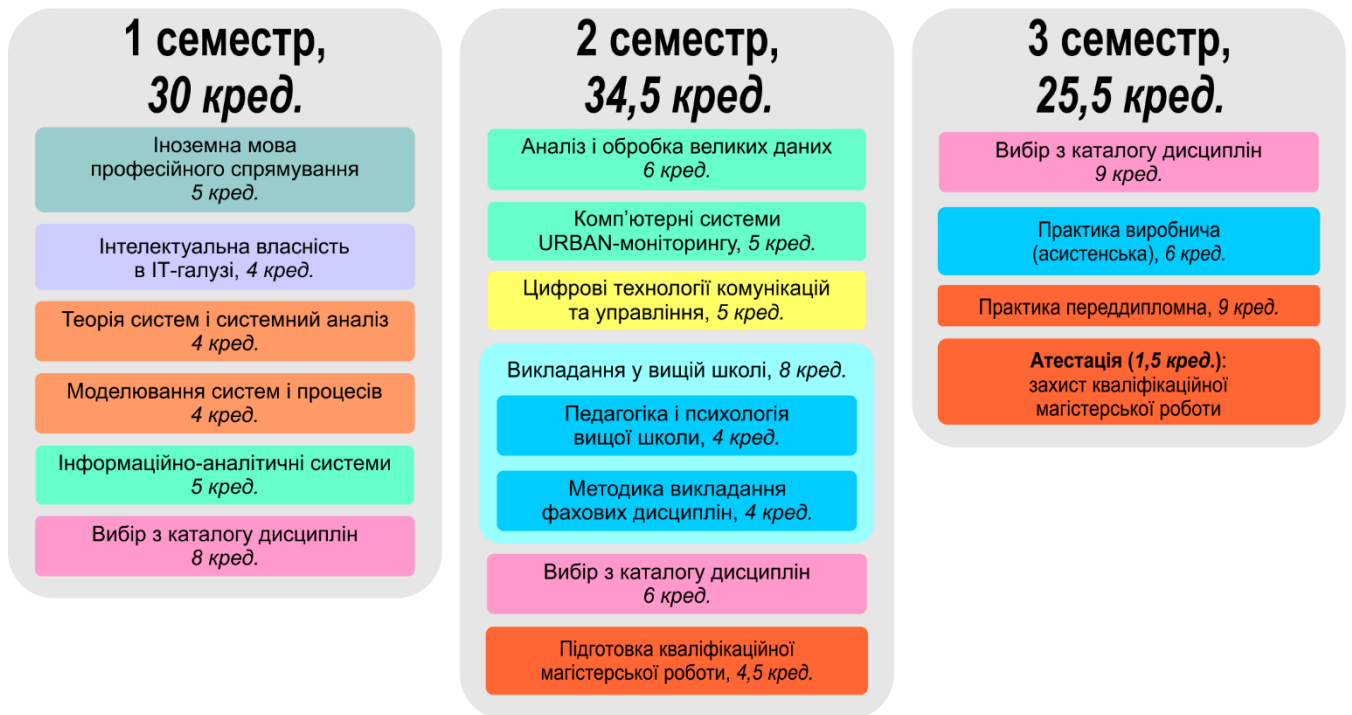 1 семестр,
30 кред.
Іноземна мова
професійного спрямування
5 кред.
Інтелектуальна власність
в ІТ-галузі, 4 кред.
Теорія систем і системний аналіз
4 кред.
Моделювання систем і процесів
4 кред.
Інформаційно-аналітичні системи
5 кред.
Вибір з каталогу дисциплін
8 кред.
2 семестр,
34,5 кред.
Аналіз і обробка великих даних
6 кред.
Комп’ютерні системи
URBAN-моніторингу, 5 кред.
Цифрові технології комунікацій
та управління, 5 кред.
Викладання у вищій школі, 8 кред.
Педагогіка і психологія
вищої школи, 4 кред.
Методика викладання
фахових дисциплін, 4 кред.
Вибір з каталогу дисциплін
6 кред.
Підготовка кваліфікаційної
магістерської роботи, 4,5 кред.
3 семестр,
25,5 кред.
Вибір з каталогу дисциплін
9 кред.
Практика виробнича
(асистенська), 6 кред.
Практика переддипломна, 9 кред.
Атестація (1,5 кред.):
захист кваліфікаційної
магістерської роботи